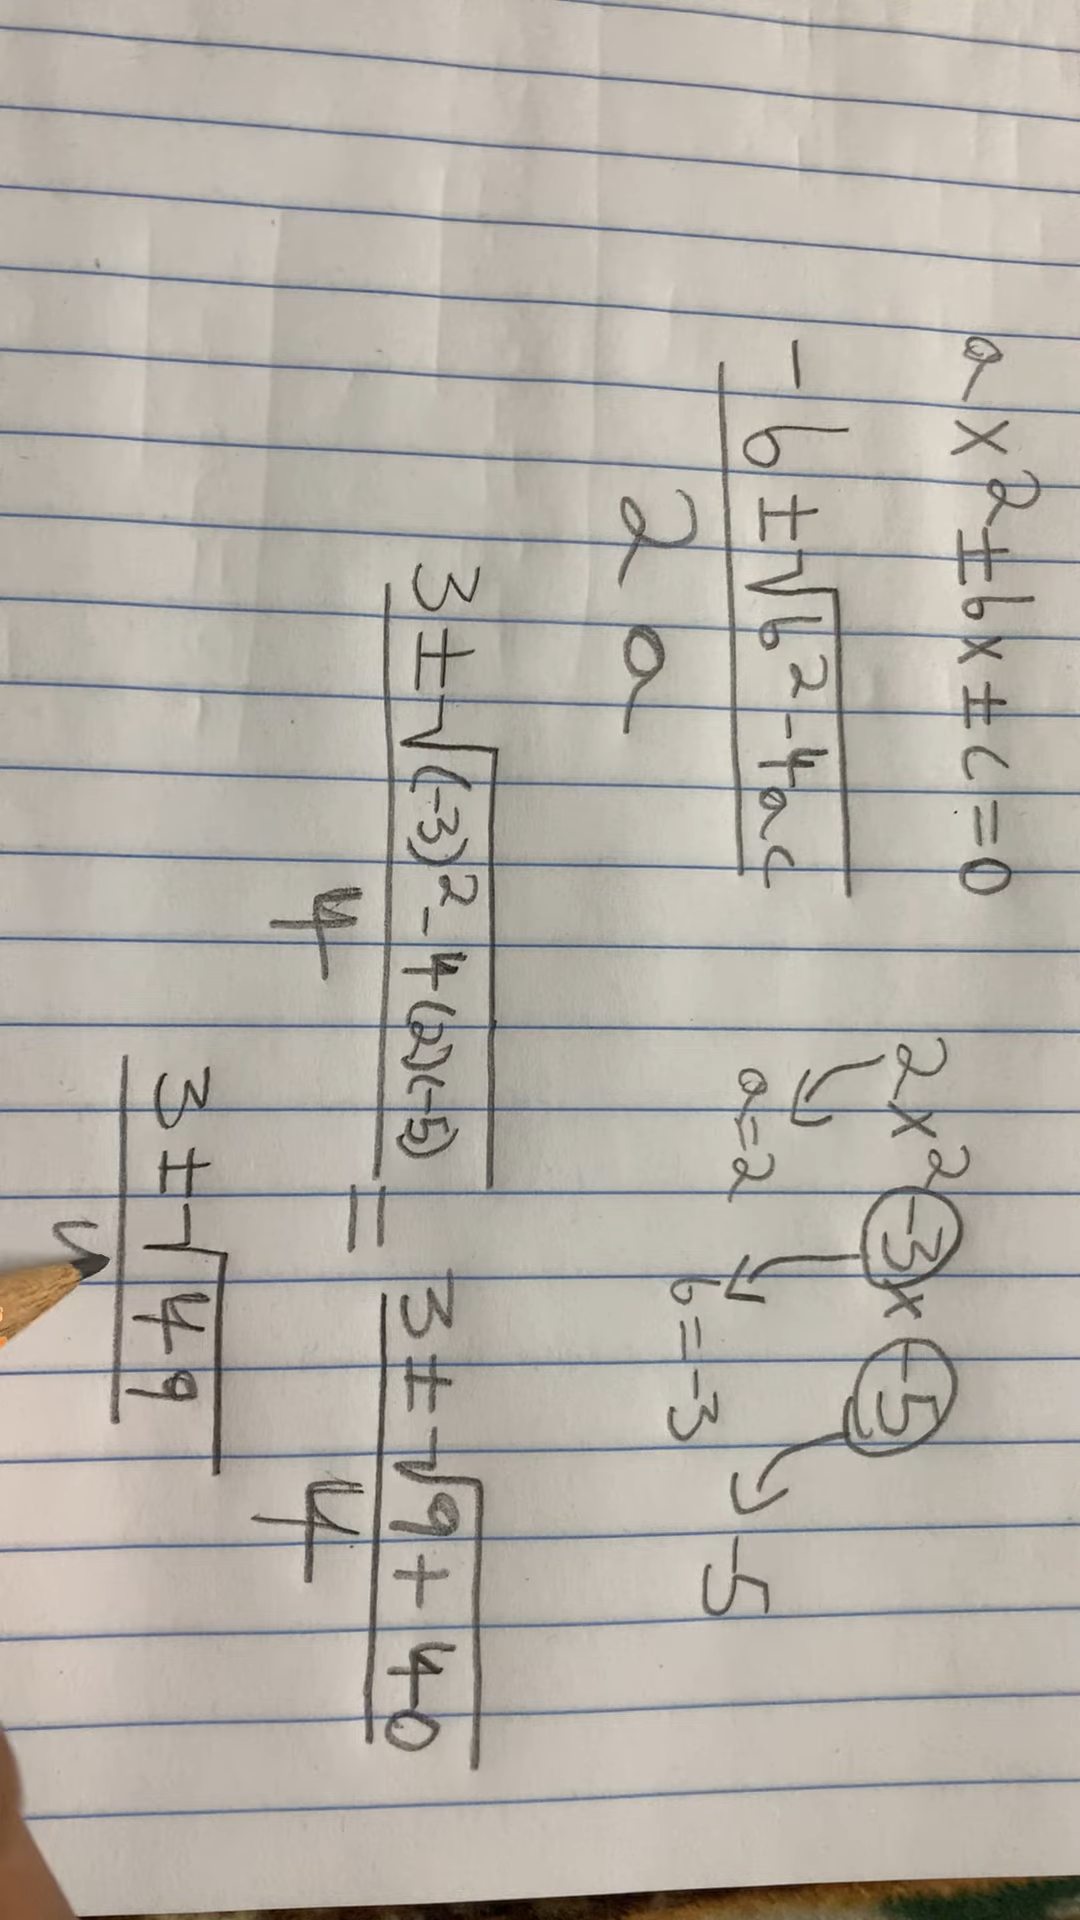 ax² ± bx ± c = 0
-b ± √b² - 4ac
2a
2x² -3x -5
a = 2
b = -3
-5
3 ± √(-3)² - 4(2)(-5) = 3 ± √9 + 40
4 4
3 ± √49